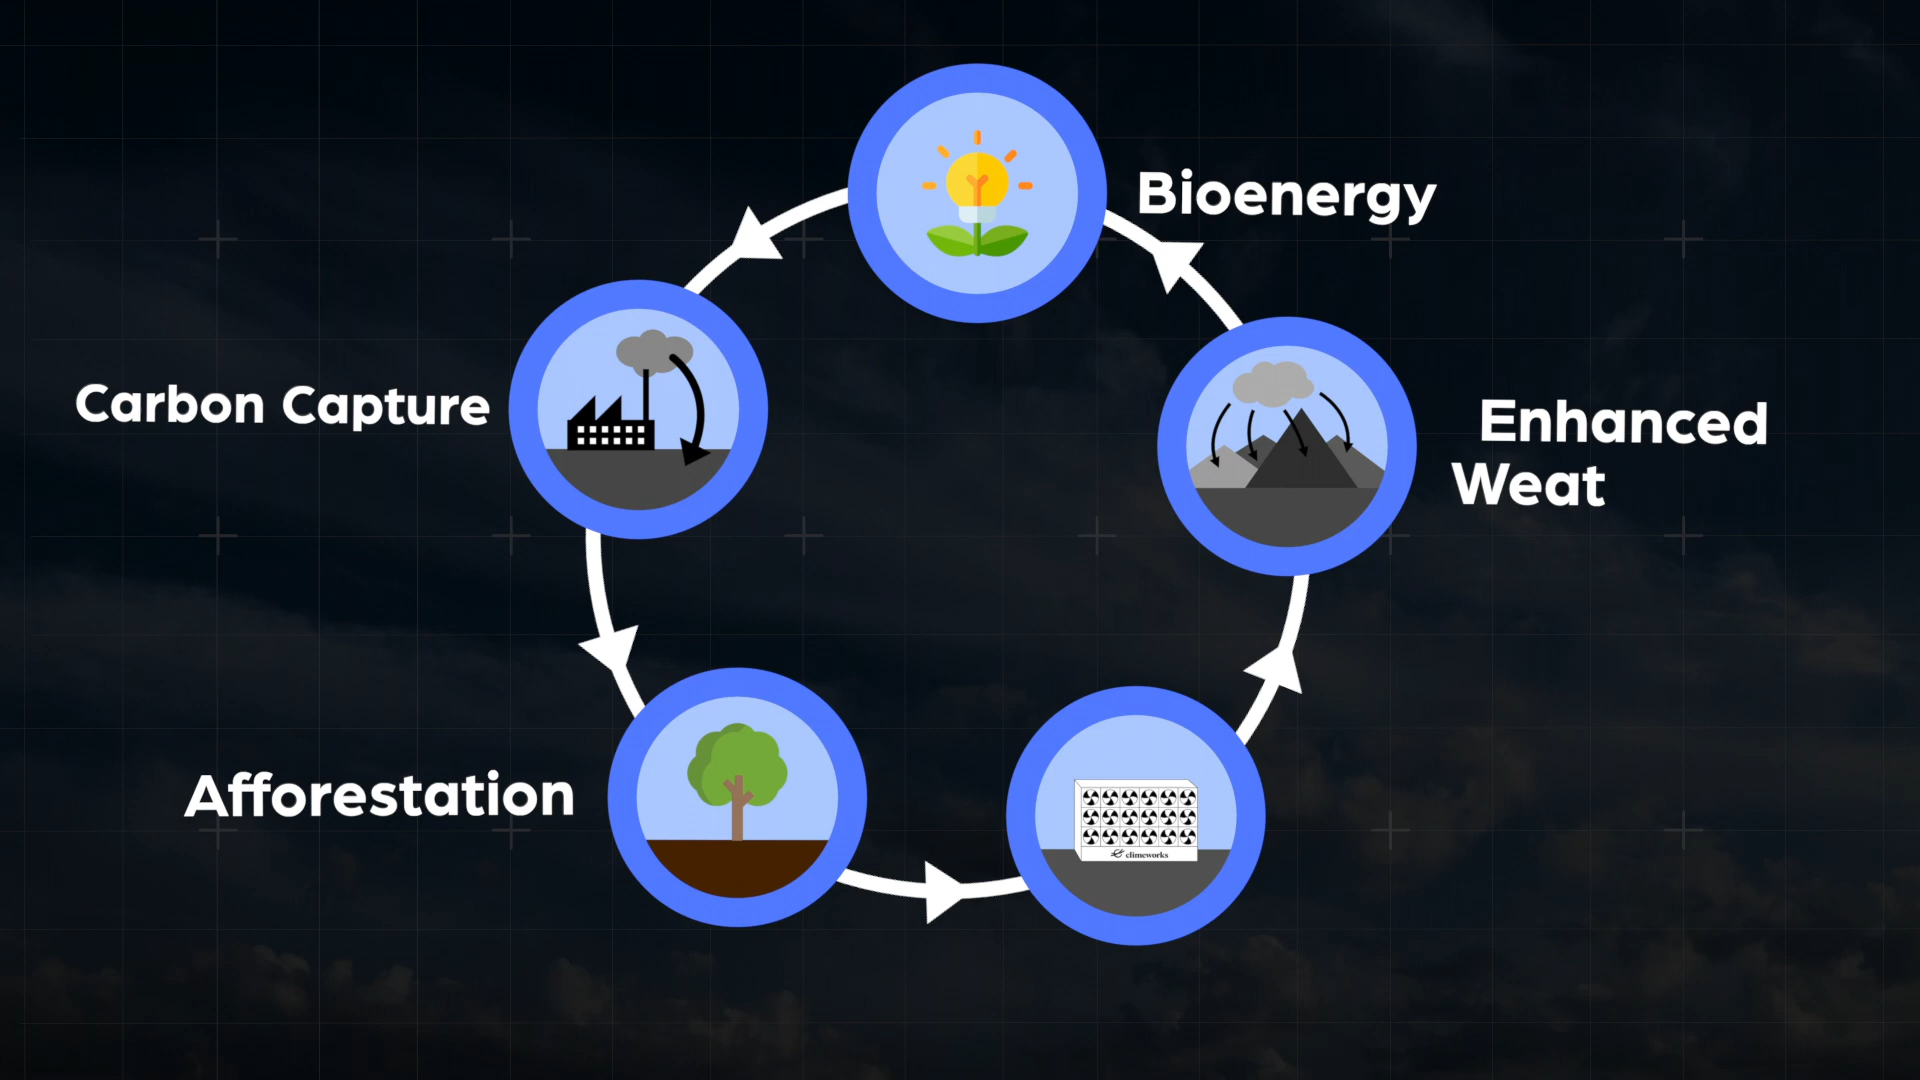 Bioenergy
Carbon Capture
Enhanced
Weat
Afforestation
climeworks